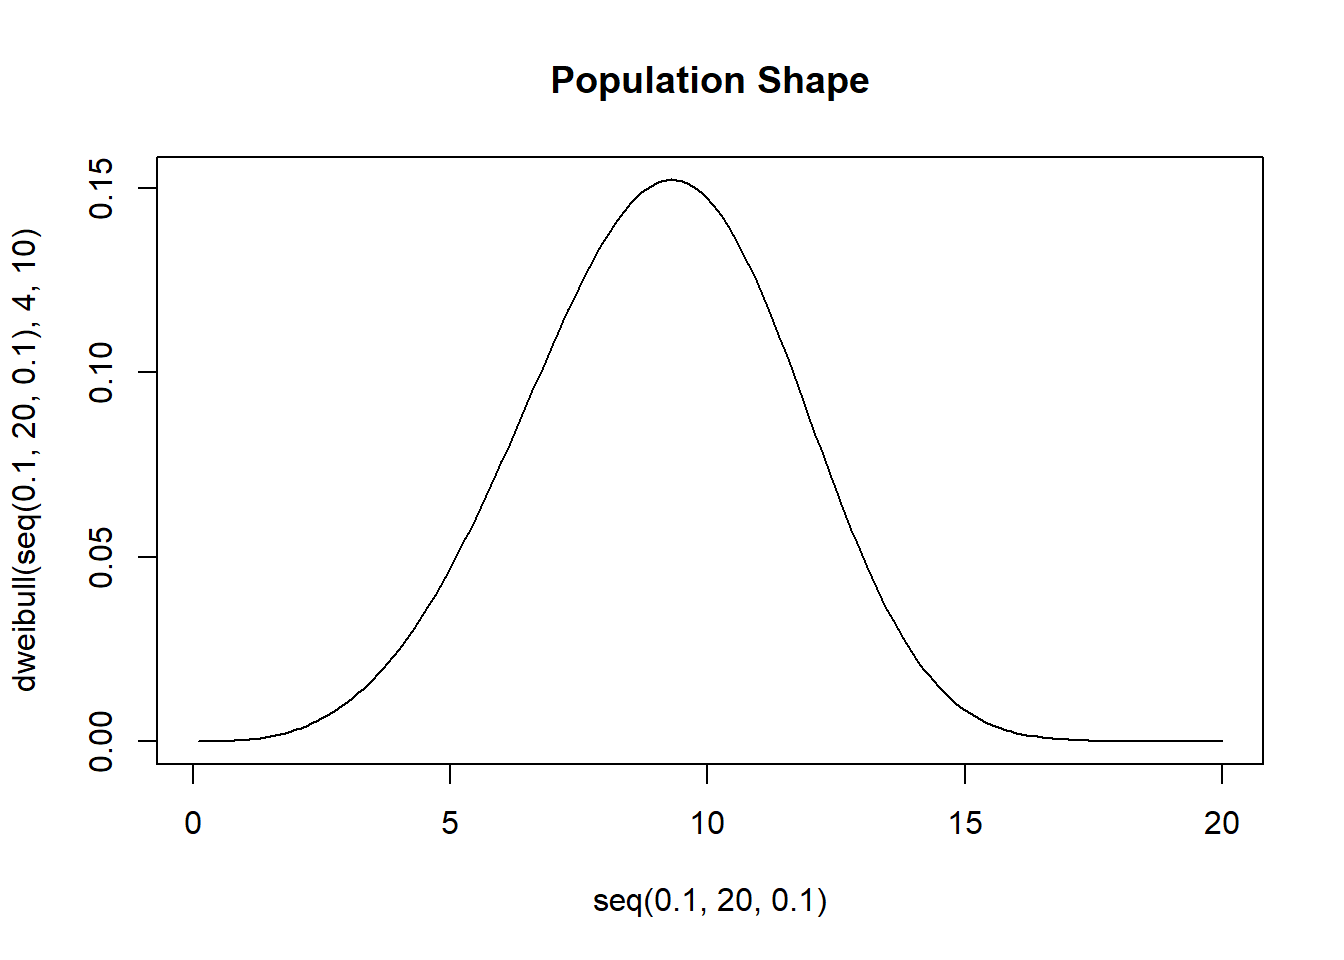 Population Shape
dweibull(seq(0.1, 20, 0.1), 4, 10)
0.15
0.10
0.05
0.00
0 5 10 15 20
seq(0.1, 20, 0.1)